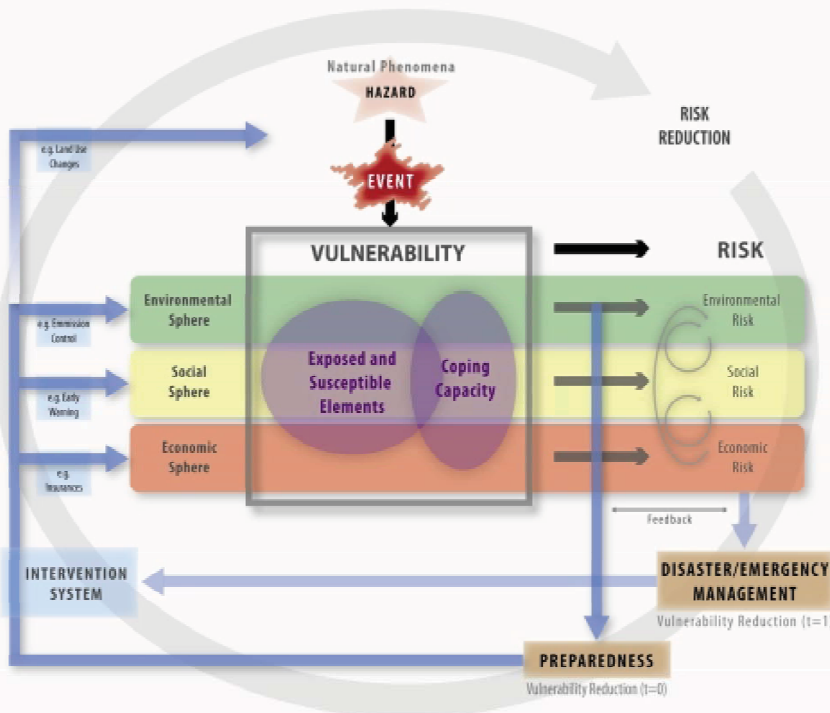 Natural Phenomena
HAZARD
RISK
REDUCTION
e.g. Land Use
Changes
EVENT
VULNERABILITY
RISK
Environmental
Sphere
Environmental
Risk
e.g. Emmission
Control
Exposed and
Susceptible
Elements
Coping
Capacity
Social
Sphere
Social
Risk
e.g. Early
Warning
Economic
Sphere
Economic
Risk
e.g.
Insurances
Feedback
INTERVENTION
SYSTEM
DISASTER/EMERGENCY
MANAGEMENT
Vulnerability Reduction (t=1
PREPAREDNESS
Vulnerability Reduction (t=0)